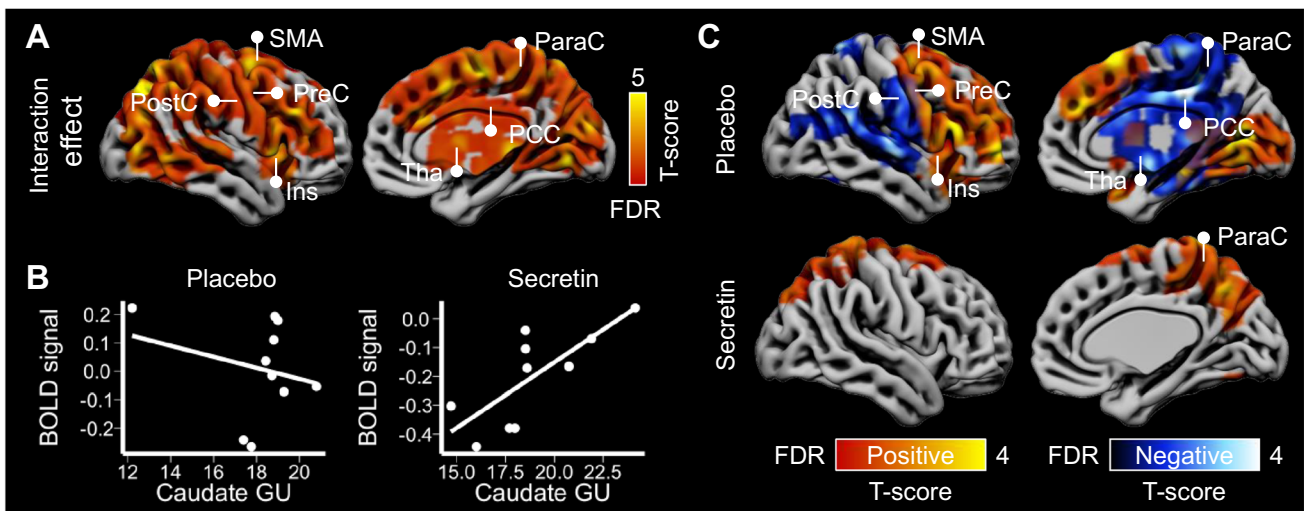 A
SMA
ParaC
PostC
PreC
PCC
Tha
Ins
Interaction
effect
5
T-score
FDR
B
Placebo
BOLD signal
0.2
0.1
0.0
-0.1
-0.2
12 14 16 18 20
Caudate GU
Secretin
BOLD signal
0.0
-0.1
-0.2
-0.3
-0.4
15.0 17.5 20.0 22.5
Caudate GU
C
Placebo
SMA
ParaC
PostC
PreC
PCC
Tha
Ins
Secretin
ParaC
FDR Positive 4
T-score
FDR Negative 4
T-score